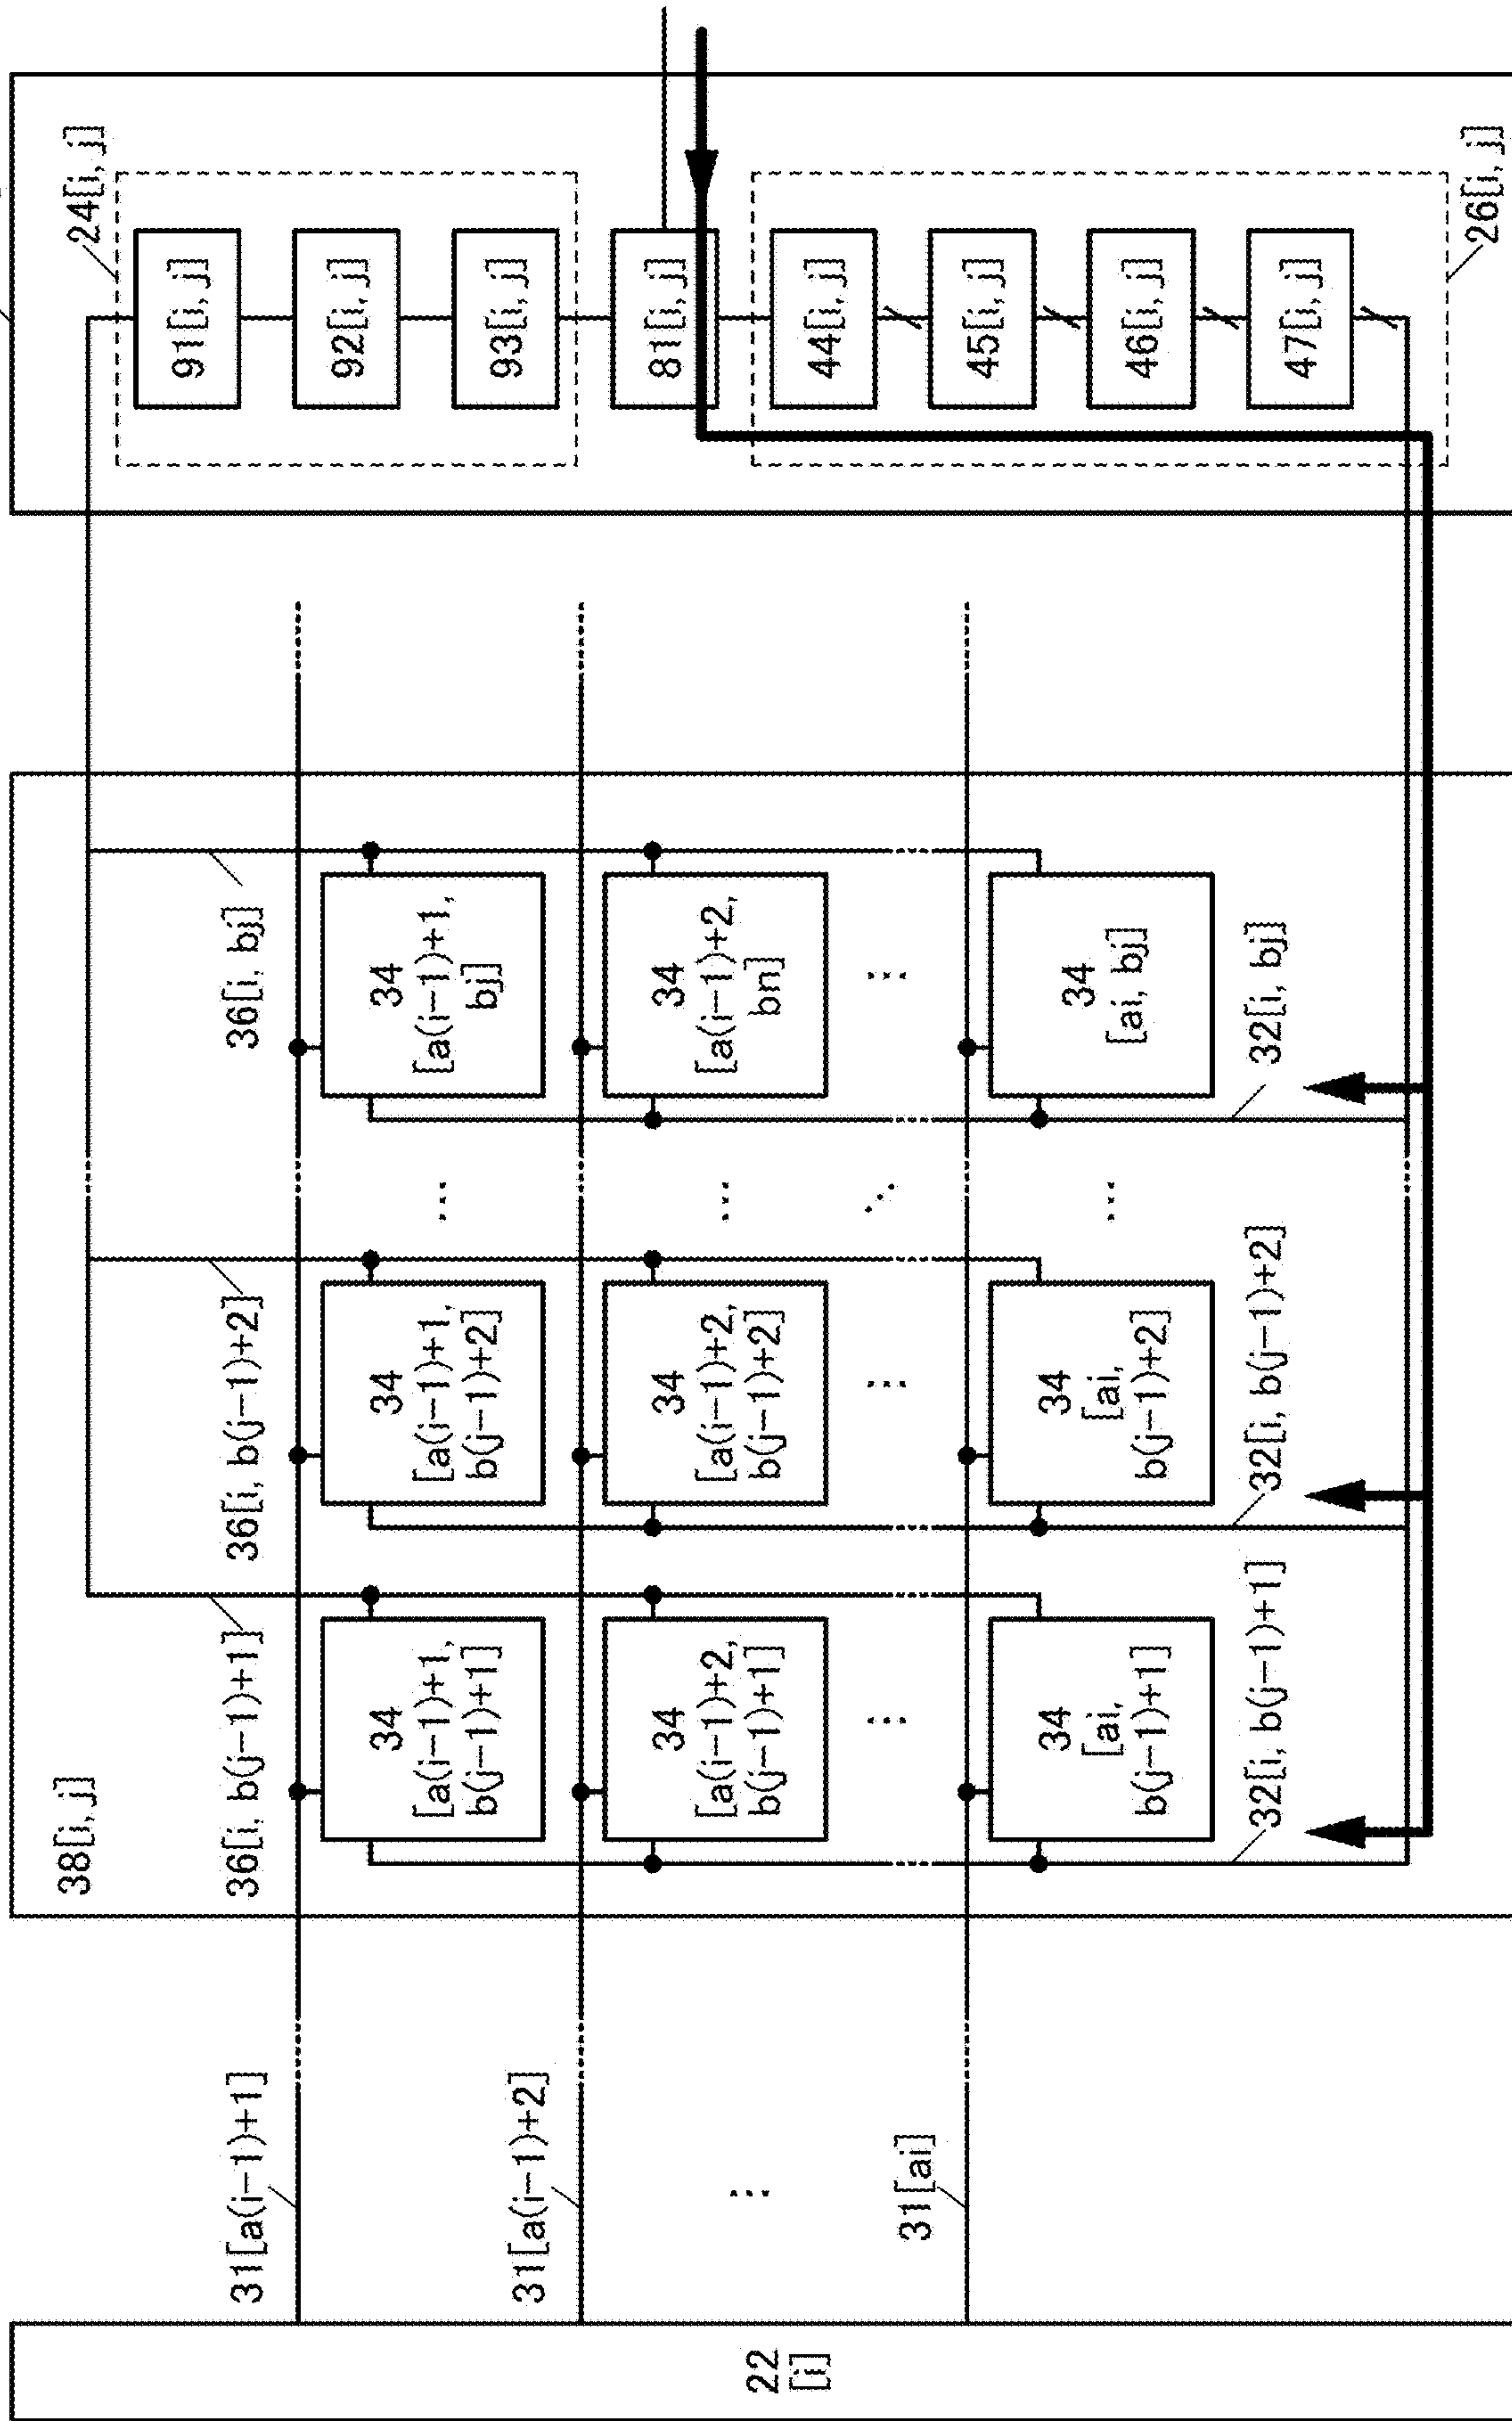 38[i, j]
24[i, j]
31[a(i-1)+1]
36[i, b(j-1)+1]
36[i, b(j-1)+2]
36[i, bj]
91[i, j]
34
[a(i-1)+1,
b(j-1)+1]
34
[a(i-1)+1,
b(j-1)+2]
...
34
[a(i-1)+1,
bj]
92[i, j]
31[a(i-1)+2]
93[i, j]
34
[a(i-1)+2,
b(j-1)+1]
34
[a(i-1)+2,
b(j-1)+2]
...
34
[a(i-1)+2,
bn]
81[i, j]
22
[i]
44[i, j]
31[ai]
45[i, j]
34
[ai,
b(j-1)+1]
34
[ai,
b(j-1)+2]
...
34
[ai, bj]
46[i, j]
32[i, b(j-1)+1]
32[i, b(j-1)+2]
32[i, bj]
47[i, j]
26[i, j]